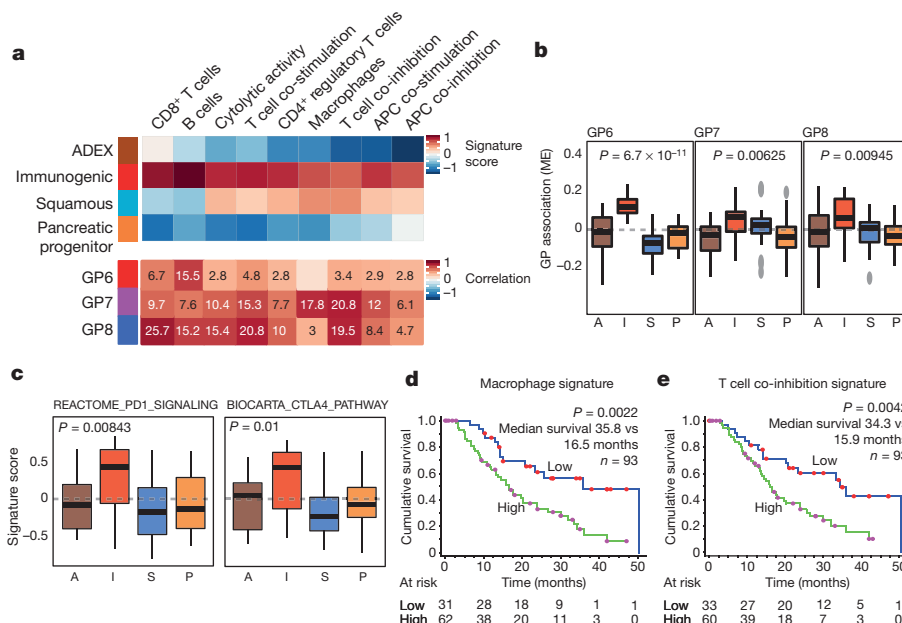 a
CD8+ T cells
B cells
Cytolytic activity
T cell co-stimulation
CD4+ regulatory T cells
Macrophages
T cell co-inhibition
APC co-stimulation
APC co-inhibition
ADEX
Immunogenic
Squamous
Pancreatic
progenitor
1
0
−1
Signature
score
GP6 6.7 15.5 2.8 4.8 2.8 3.4 2.9 2.8
GP7 9.7 7.6 10.4 15.3 7.7 17.8 20.8 12 6.1
GP8 25.7 15.2 15.4 20.8 10 3 19.5 8.4 4.7
1
0
−1
Correlation
b
GP6 GP7 GP8
P = 6.7 × 10−11 P = 0.00625 P = 0.00945
GP association (ME)
0.4
0.2
0
−0.2
A I S P A I S P A I S P
c
REACTOME_PD1_SIGNALING BIOCARTA_CTLA4_PATHWAY
P = 0.00843 P = 0.01
Signature score
0.5
0
−0.5
A I S P A I S P
d
Macrophage signature
P = 0.0022
Median survival 35.8 vs
16.5 months
n = 93
Low
High
Cumulative survival
1.0
0.8
0.6
0.4
0.2
0
0 10 20 30 40 50
At risk Time (months)
Low 31 28 18 9 1 1
High 62 38 20 11 3 0
e
T cell co-inhibition signature
P = 0.0042
Median survival 34.3 vs
15.9 months
n = 93
Low
High
Cumulative survival
1.0
0.8
0.6
0.4
0.2
0
0 10 20 30 40 50
At risk Time (months)
Low 33 27 20 12 5 1
High 60 39 18 7 3 0